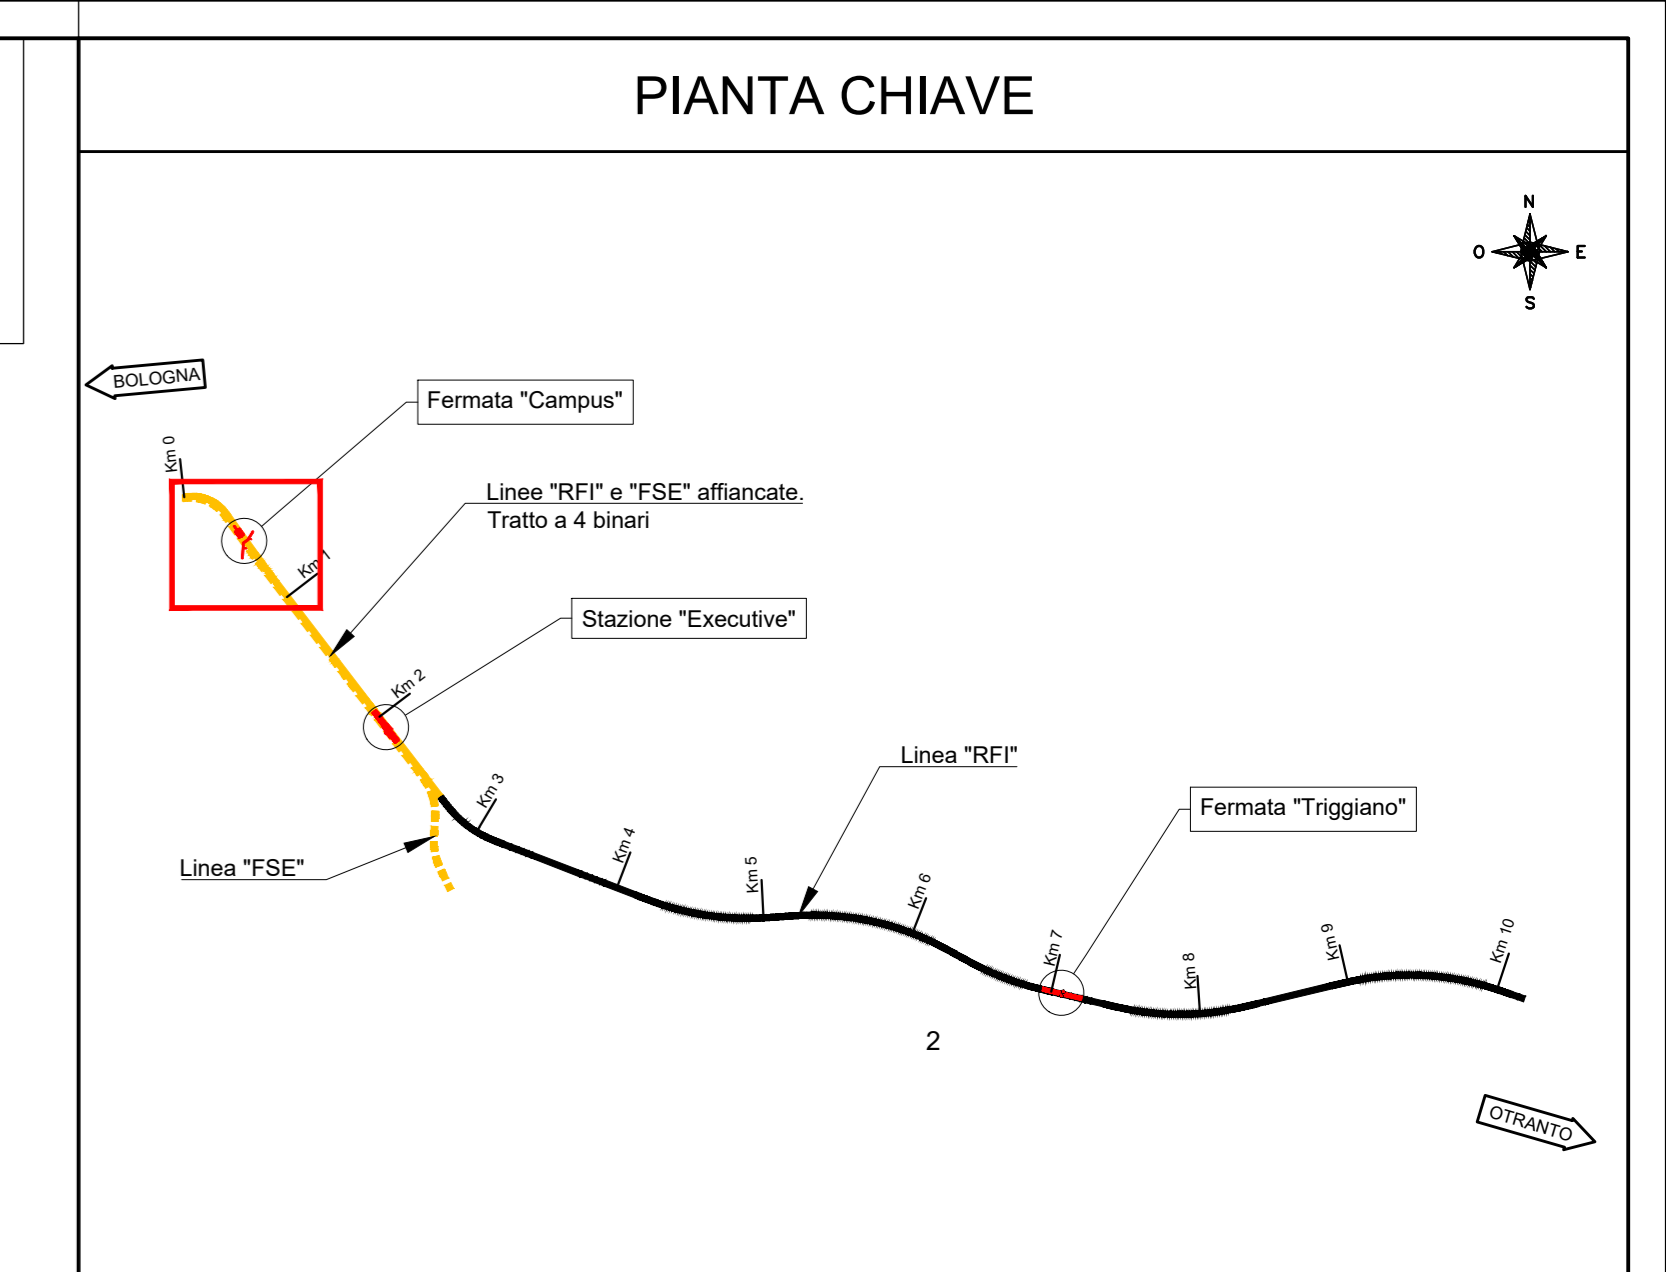 PIANTA CHIAVE
N
O
E
S
BOLOGNA
Fermata "Campus"
Km 0
Linee "RFI" e "FSE" affiancate.
Tratto a 4 binari
Km 1
Stazione "Executive"
Km 2
Linea "RFI"
Km 3
Fermata "Triggiano"
Km 4
Linea "FSE"
Km 5
Km 6
Km 7
Km 8
Km 9
Km 10
2
OTRANTO